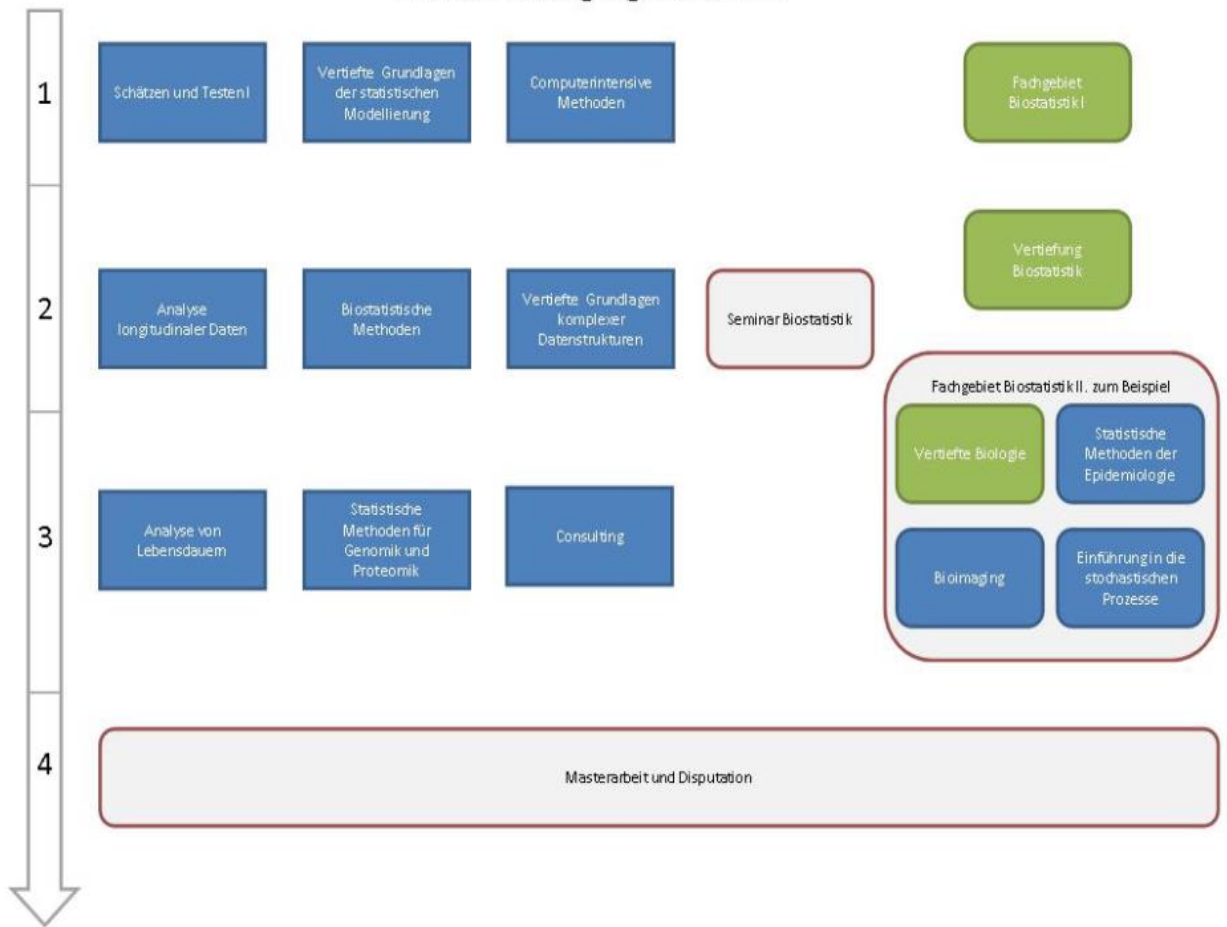 1
Schätzen und Testen I
Vertiefte Grundlagen
der statistischen
Modellierung
Computerintensive
Methoden
Fachgebiet
Biostatistik I
2
Analyse
longitudinaler Daten
Biostatistische
Methoden
Vertiefte Grundlagen
komplexer
Datenstrukturen
Seminar Biostatistik
Vertiefung
Biostatistik
Fachgebiet Biostatistik II. zum Beispiel
Vertiefte Biologie
Statistische
Methoden der
Epidemiologie
3
Analyse von
Lebensdauern
Statistische
Methoden für
Genomik und
Proteomik
Consulting
Bioimaging
Einführung in die
stochastischen
Prozesse
4
Masterarbeit und Disputation